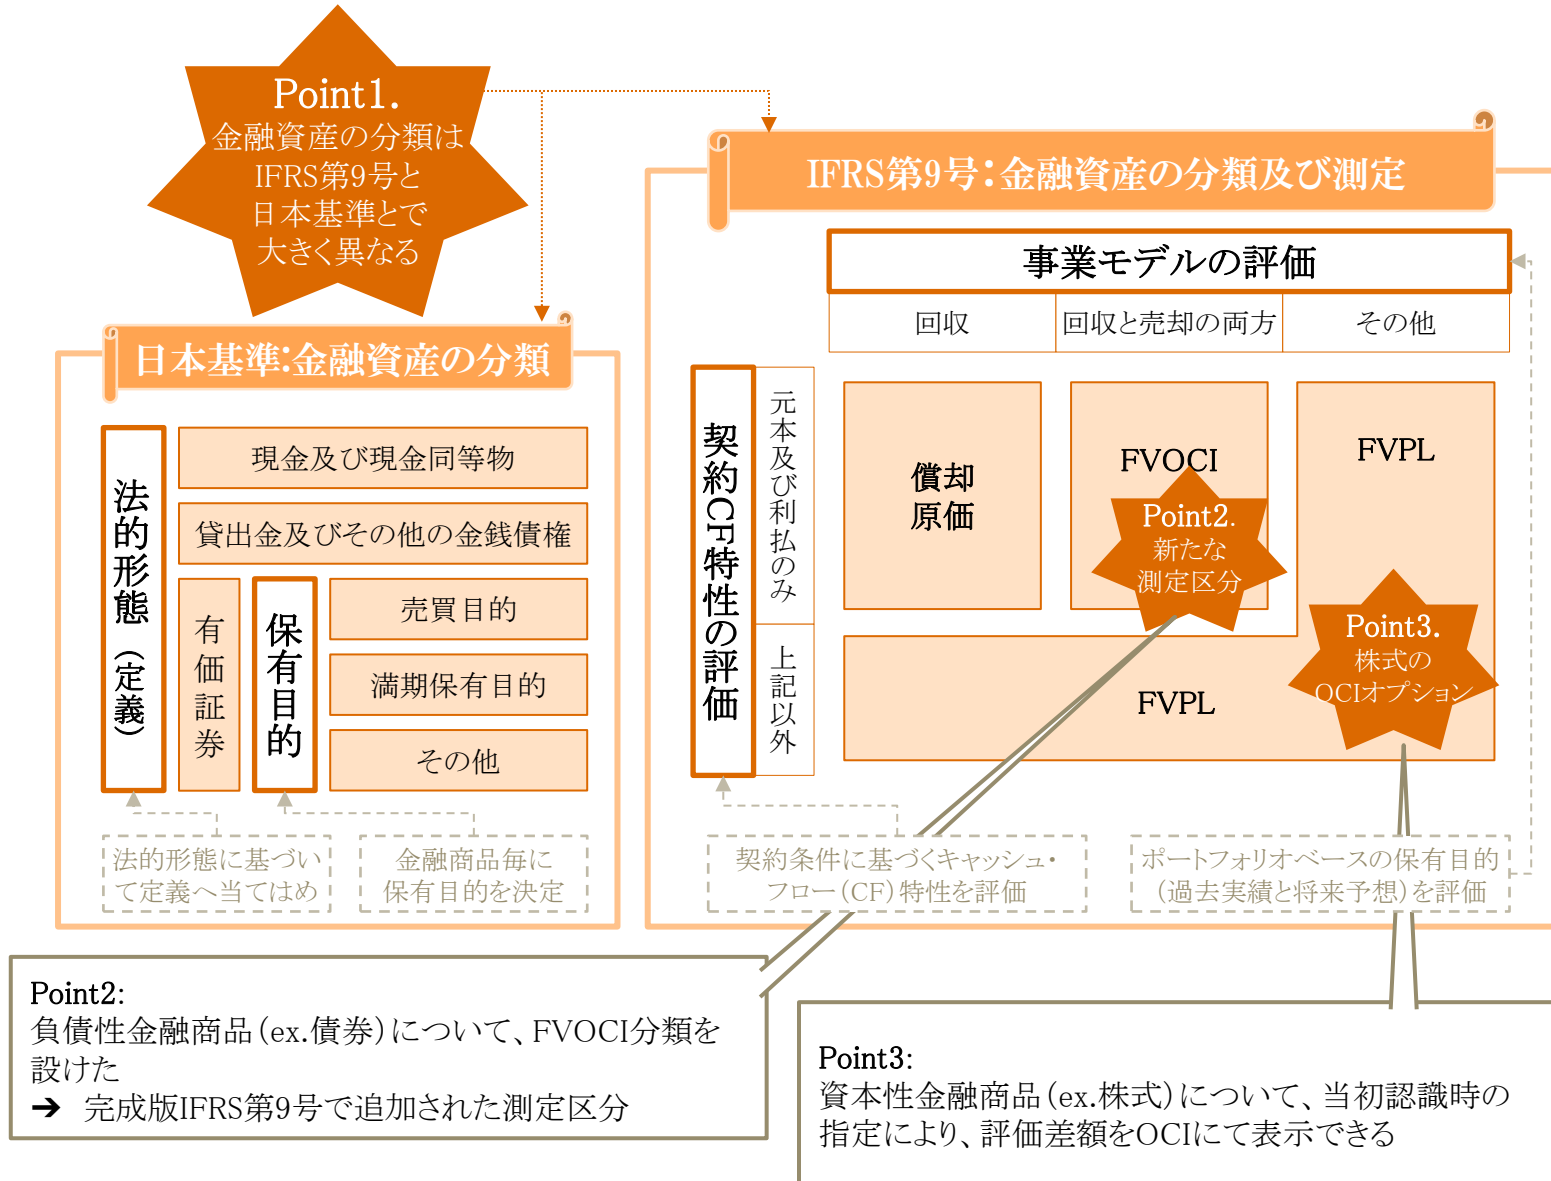 Point1.
金融資産の分類は
IFRS第9号と
日本基準とで
大きく異なる
日本基準:金融資産の分類
法的形態（定義）
現金及び現金同等物
貸出金及びその他の金銭債権
有価証券
保有目的
売買目的
満期保有目的
その他
法的形態に基づい
て定義へ当てはめ
金融商品毎に
保有目的を決定
IFRS第9号：金融資産の分類及び測定
事業モデルの評価
回収
回収と売却の両方
その他
契約CF特性の評価
元本及び利払のみ
上記以外
償却
原価
FVOCI
FVPL
Point2.
新たな
測定区分
Point3.
株式の
OCIオプション
FVPL
契約条件に基づくキャッシュ・
フロー（CF）特性を評価
ポートフォリオベースの保有目的
（過去実績と将来予想）を評価
Point2:
負債性金融商品（ex.債券）について、FVOCI分類を
設けた
➔ 完成版IFRS第9号で追加された測定区分
Point3:
資本性金融商品（ex.株式）について、当初認識時の
指定により、評価差額をOCIにて表示できる